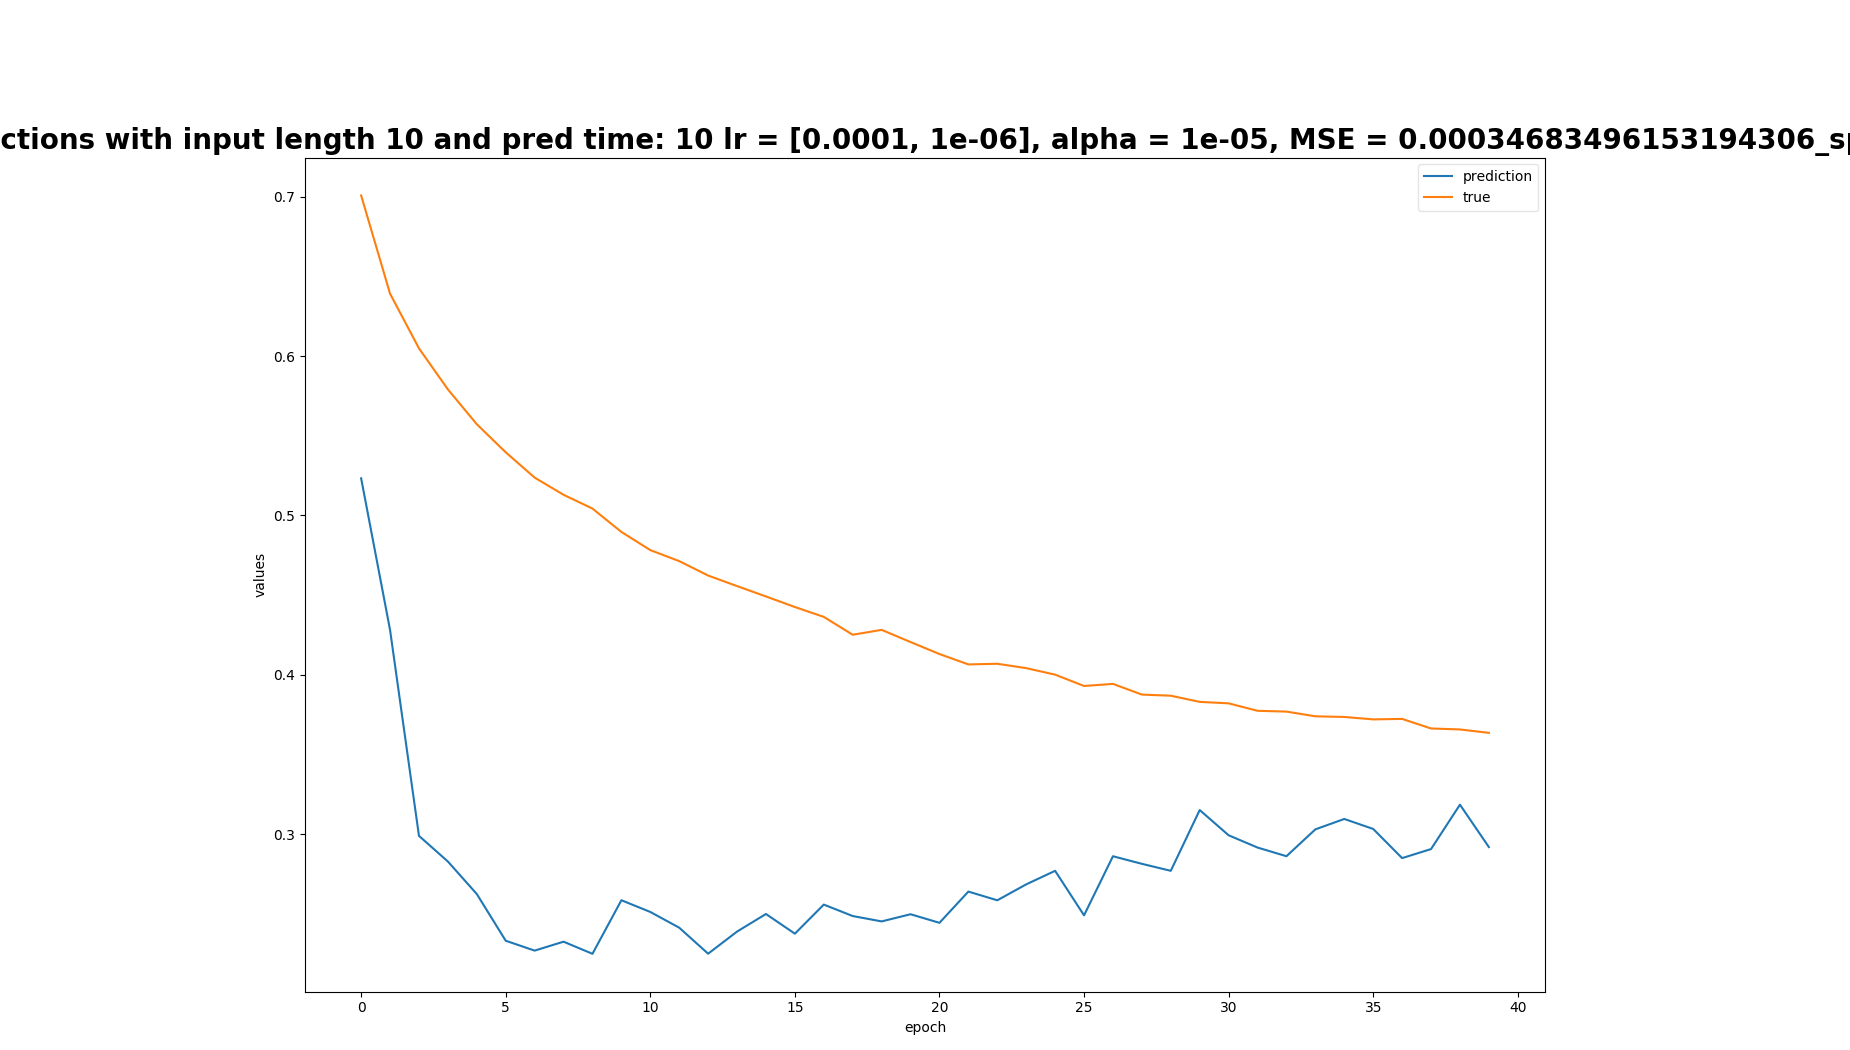 ctions with input length 10 and pred time: 10 lr = [0.0001, 1e-06], alpha = 1e-05, MSE = 0.00034683496153194306_sp
prediction
true
0.7
0.6
0.5
0.4
0.3
values
0 5 10 15 20 25 30 35 40
epoch